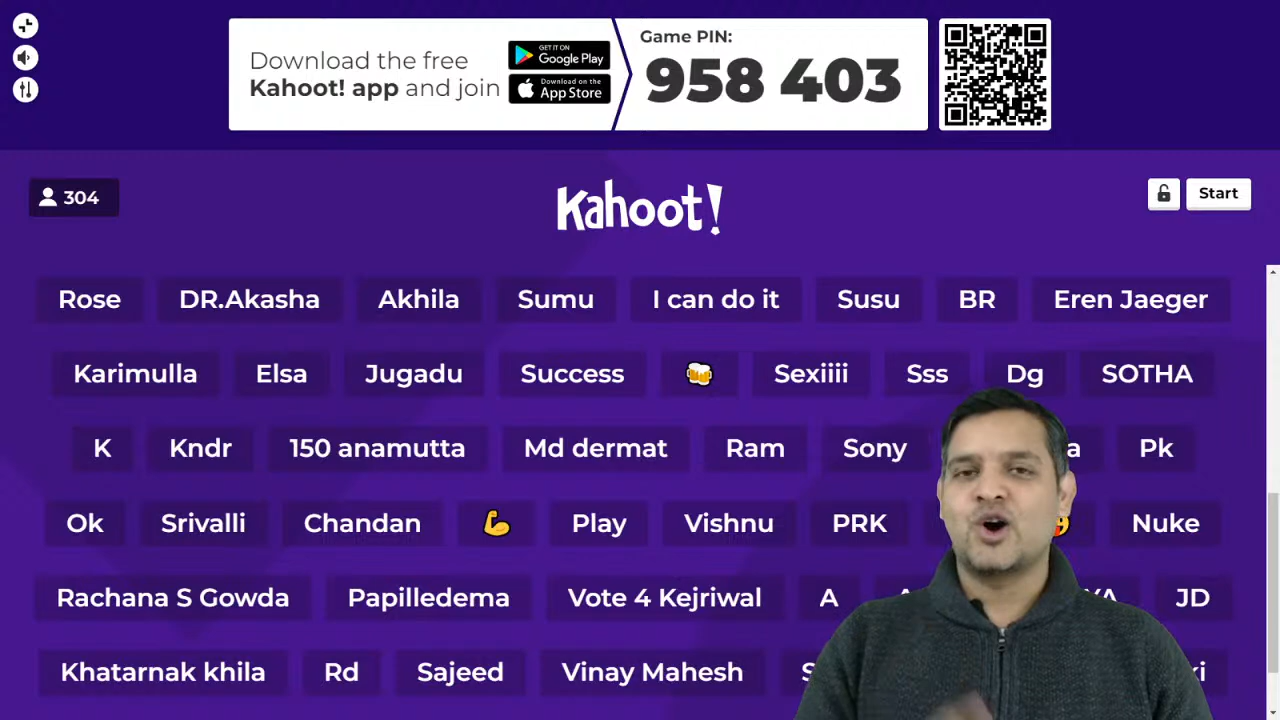 Download the free
Kahoot! app and join
GET IT ON
Google Play
Download on the
App Store
Game PIN:
958 403
304
Kahoot!
Start
Rose DR.Akasha Akhila Sumu I can do it Susu BR Eren Jaeger
Karimulla Elsa Jugadu Success Sexiiii Sss Dg SOTHA
K Kndr 150 anamutta Md dermat Ram Sony Pk
Ok Srivalli Chandan Play Vishnu PRK Nuke
Rachana S Gowda Papilledema Vote 4 Kejriwal A JD
Khatarnak khila Rd Sajeed Vinay Mahesh